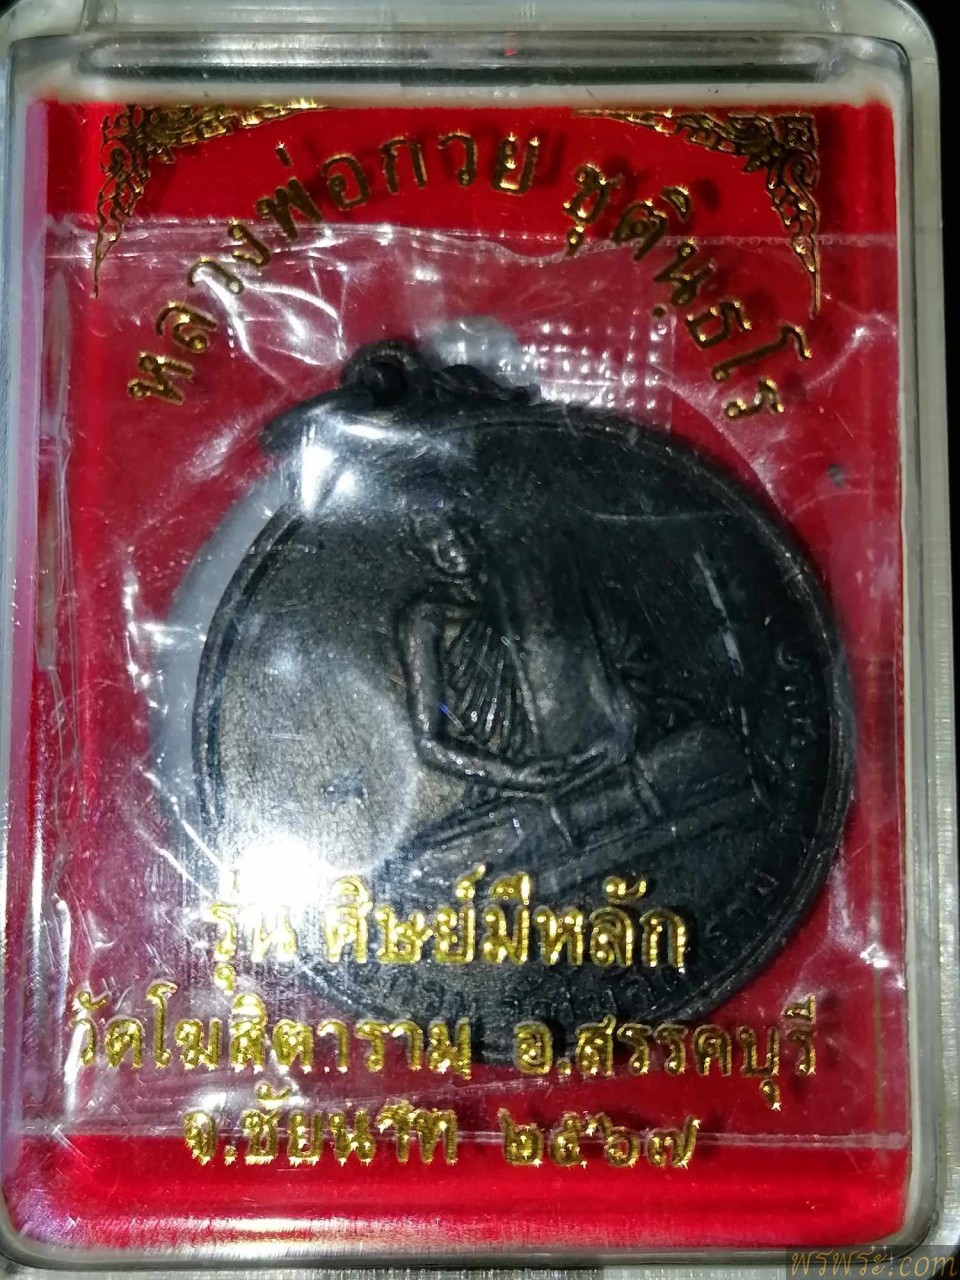 หลวงพ่อกวย ชุตินฺธโร
รุ่น ศิษย์มีหลัก
วัดโฆสิตาราม อ.สรรคบุรี
จ.ชัยนาท ๒๕๖๗
พรพระ.com